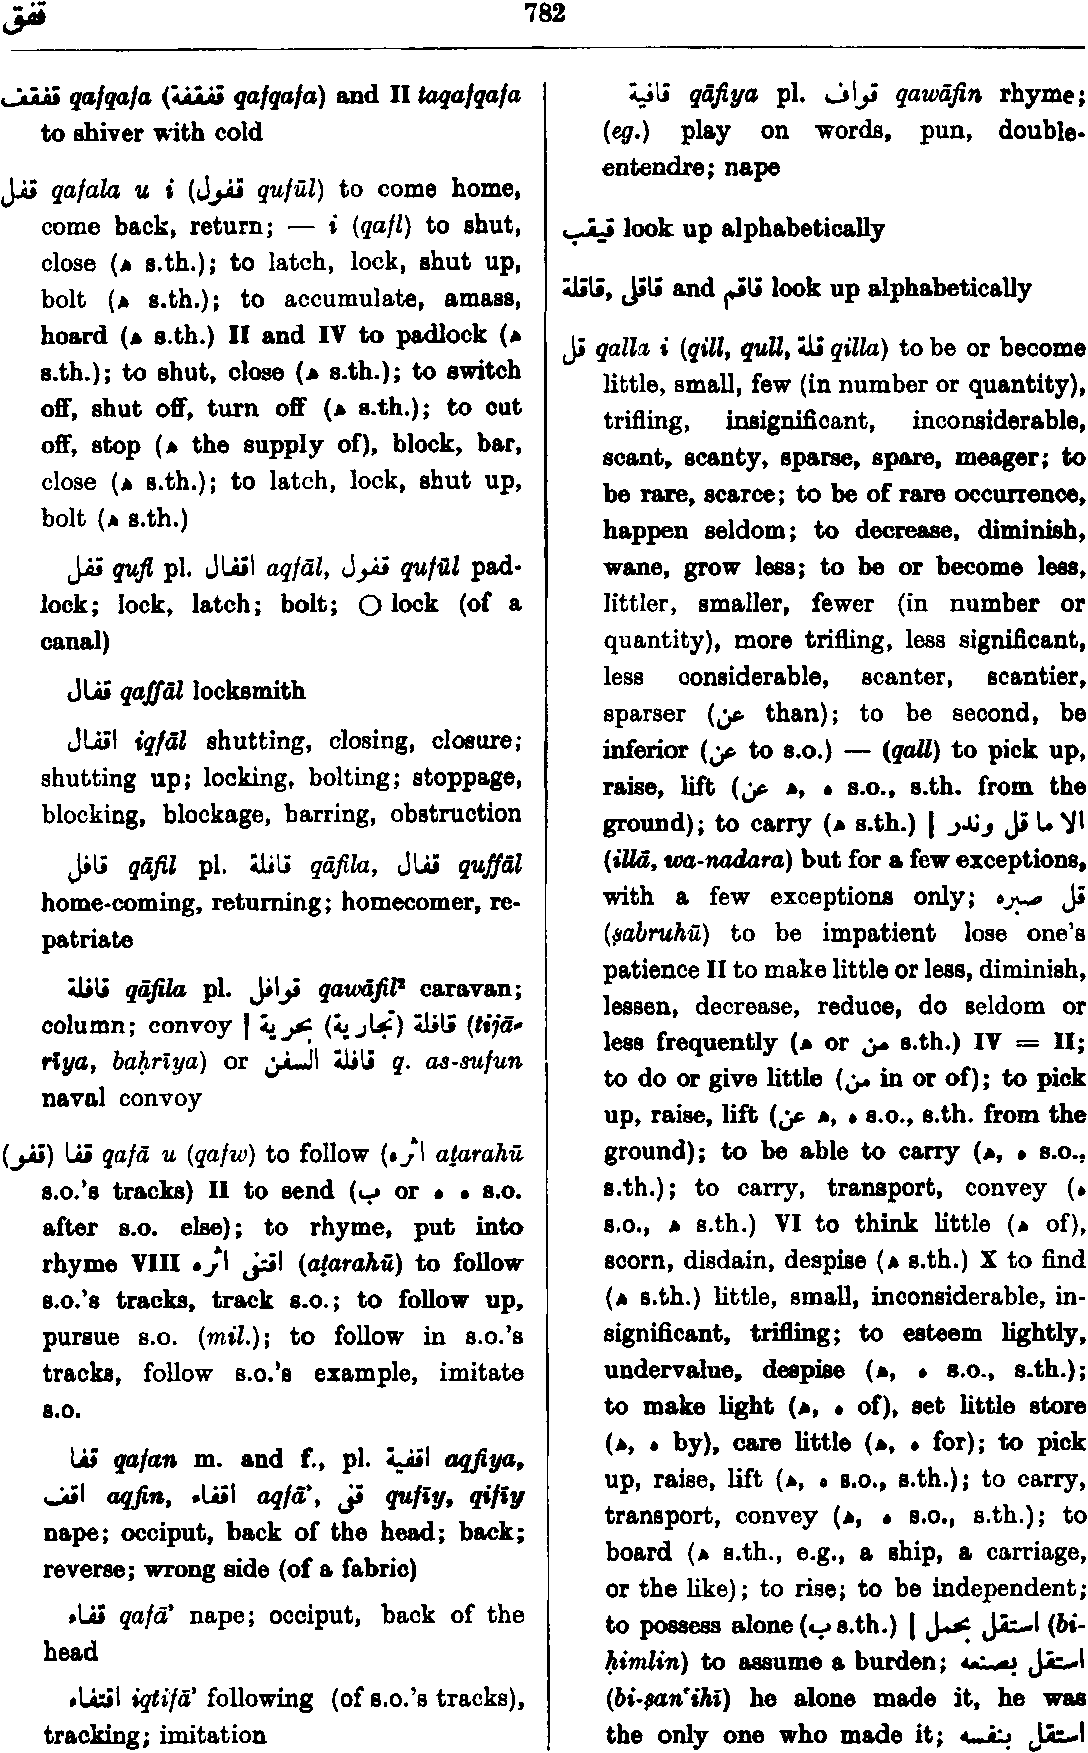 قفق
782
قفقف qafqafa (قفقفة qafqafa) and II taqafqafa
to shiver with cold
قفل qafala u i (قفول qufūl) to come home,
come back, return; — i (qafl) to shut,
close (ه s.th.); to latch, lock, shut up,
bolt (ه s.th.); to accumulate, amass,
hoard (ه s.th.) II and IV to padlock (ه
s.th.); to shut, close (ه s.th.); to switch
off, shut off, turn off (ه s.th.); to cut
off, stop (ه the supply of), block, bar,
close (ه s.th.); to latch, lock, shut up,
bolt (ه s.th.)
قفل qufl pl. اقفال aqfāl, قفول qufūl pad-
lock; lock, latch; bolt; ○ lock (of a
canal)
قفال qaffāl locksmith
اقفال iqfāl shutting, closing, closure;
shutting up; locking, bolting; stoppage,
blocking, blockage, barring, obstruction
قافل qāfil pl. قافلة qāfila, قفال quffāl
home-coming, returning; homecomer, re-
patriate
قافلة qāfila pl. قوافل qawāfil² caravan;
column; convoy | قافلة (تجارية) بحرية (tijā-
riya, baḥrīya) or قافلة السفن q. as-sufun
naval convoy
(قفو) قفا qafā u (qafw) to follow (اثره aṯarahū
s.o.'s tracks) II to send (ب or ه ه s.o.
after s.o. else); to rhyme, put into
rhyme VIII اقتفى اثره (aṯarahū) to follow
s.o.'s tracks, track s.o.; to follow up,
pursue s.o. (mil.); to follow in s.o.'s
tracks, follow s.o.'s example, imitate
s.o.
قفا qafan m. and f., pl. اقفية aqfiya,
اقف aqfin, اقفاء aqfā', قفى qufīy, qifīy
nape; occiput, back of the head; back;
reverse; wrong side (of a fabric)
قفاء qafā' nape; occiput, back of the
head
اقتفاء iqtifā' following (of s.o.'s tracks),
tracking; imitation
قافية qāfiya pl. قواف qawāfin rhyme;
(eg.) play on words, pun, double-
entendre; nape
قيقب look up alphabetically
قاقلة, قاقل and قاقم look up alphabetically
قل qalla i (qill, qull, قلة qilla) to be or become
little, small, few (in number or quantity),
trifling, insignificant, inconsiderable,
scant, scanty, sparse, spare, meager; to
be rare, scarce; to be of rare occurrence,
happen seldom; to decrease, diminish,
wane, grow less; to be or become less,
littler, smaller, fewer (in number or
quantity), more trifling, less significant,
less considerable, scanter, scantier,
sparser (عن than); to be second, be
inferior (عن to s.o.) — (qall) to pick up,
raise, lift (عن ه, ه s.o., s.th. from the
ground); to carry (ه s.th.) | الا ما قل وندر
(illā, wa-nadara) but for a few exceptions,
with a few exceptions only; قل صبره
(ṣabruhū) to be impatient lose one's
patience II to make little or less, diminish,
lessen, decrease, reduce, do seldom or
less frequently (ه or من s.th.) IV = II;
to do or give little (من in or of); to pick
up, raise, lift (عن ه, ه s.o., s.th. from the
ground); to be able to carry (ه, ه s.o.,
s.th.); to carry, transport, convey (ه
s.o., ه s.th.) VI to think little (ه of),
scorn, disdain, despise (ه s.th.) X to find
(ه s.th.) little, small, inconsiderable, in-
significant, trifling; to esteem lightly,
undervalue, despise (ه, ه s.o., s.th.);
to make light (ه, ه of), set little store
(ه, ه by), care little (ه, ه for); to pick
up, raise, lift (ه, ه s.o., s.th.); to carry,
transport, convey (ه, ه s.o., s.th.); to
board (ه s.th., e.g., a ship, a carriage,
or the like); to rise; to be independent;
to possess alone (ب s.th.) | استقل بحمل (bi-
ḥimlin) to assume a burden; استقل بصنعه
(bi-ṣan'ihī) he alone made it, he was
the only one who made it; استقل بنفسه